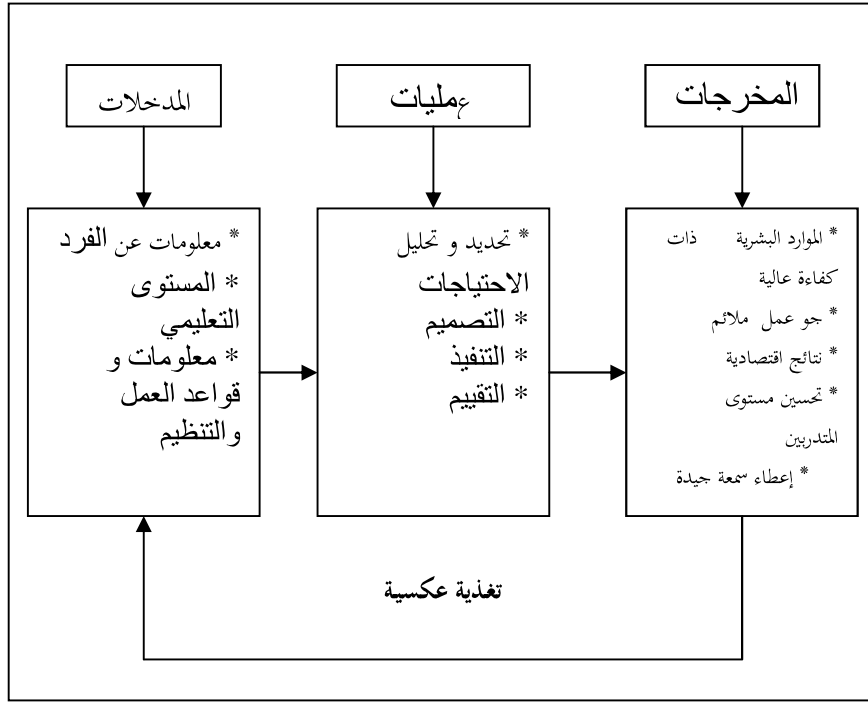 المدخلات
عمليات
المخرجات
* معلومات عن الفرد
* المستوى
التعليمي
* معلومات و
قواعد العمل
والتنظيم
* تحديد و تحليل
الاحتياجات
* التصميم
* التنفيذ
* التقييم
* الموارد البشرية ذات
كفاءة عالية
* جو عمل ملائم
* نتائج اقتصادية
* تحسين مستوى
المتدربين
* إعطاء سمعة جيدة
تغذية عكسية